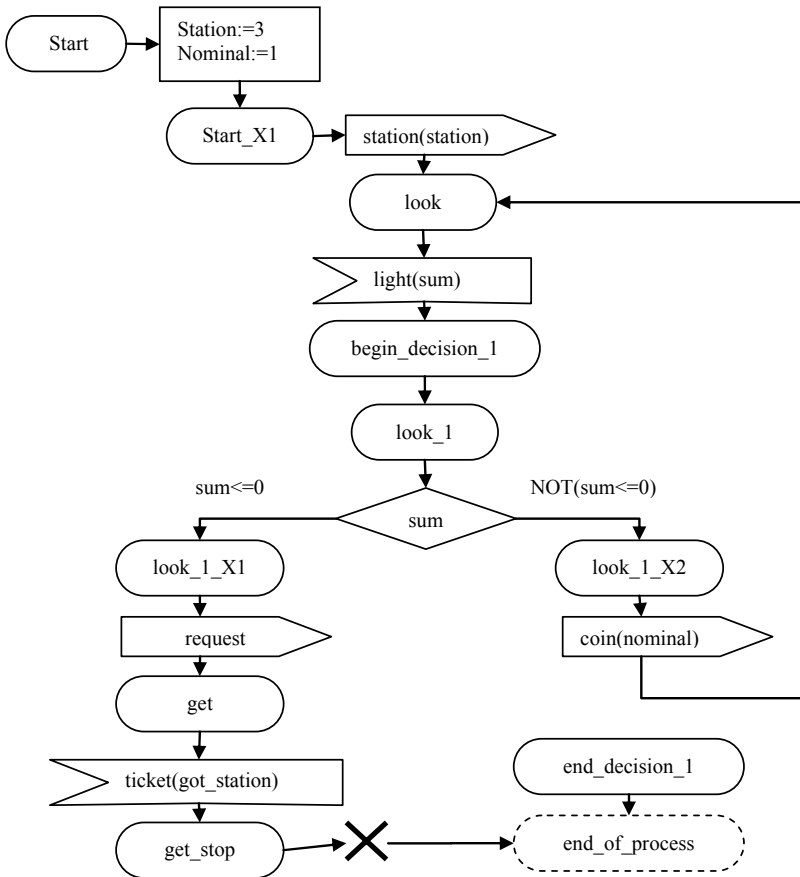 Start
Station:=3
Nominal:=1
Start_X1
station(station)
look
light(sum)
begin_decision_1
look_1
sum<=0
NOT(sum<=0)
sum
look_1_X1
look_1_X2
request
coin(nominal)
get
ticket(got_station)
end_decision_1
get_stop
end_of_process